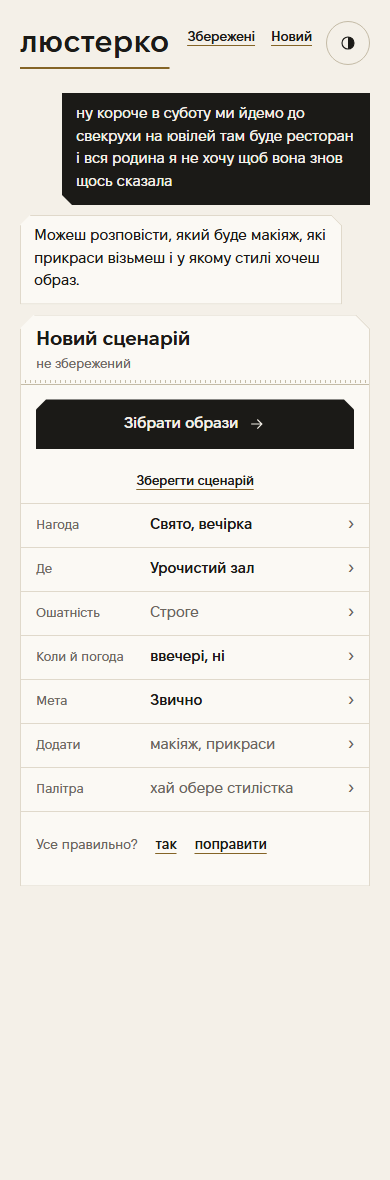 люстерко
Збережені
Новий
ну короче в суботу ми йдемо до
свекрухи на ювілей там буде ресторан
і вся родина я не хочу щоб вона знов
щось сказала
Можеш розповісти, який буде макіяж, які
прикраси візьмеш і у якому стилі хочеш
образ.
Новий сценарій
не збережений
Зібрати образи →
Зберегти сценарій
Нагода Свято, вечірка ›
Де Урочистий зал ›
Ошатність Строге ›
Коли й погода ввечері, ні ›
Мета Звично ›
Додати макіяж, прикраси ›
Палітра хай обере стилістка ›
Усе правильно? так поправити